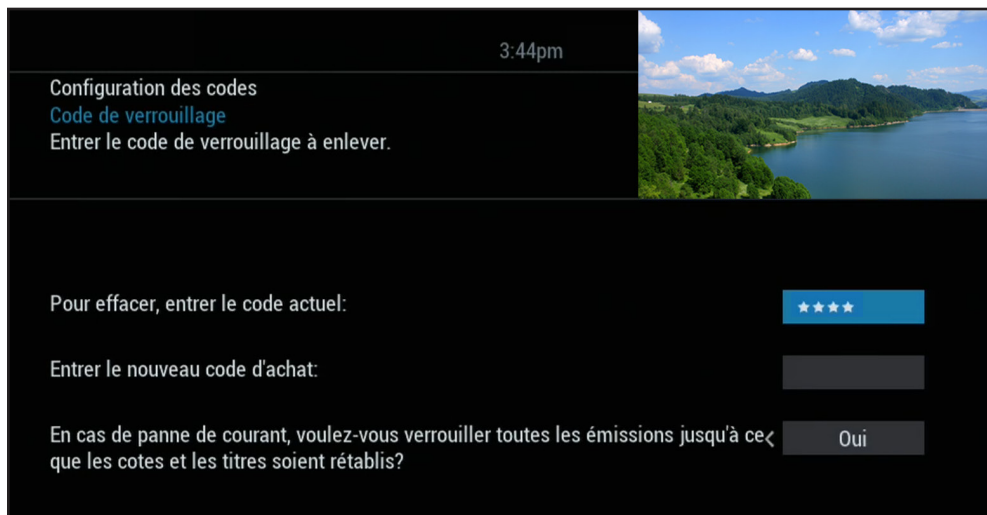 3:44pm
Configuration des codes
Code de verrouillage
Entrer le code de verrouillage à enlever.
Pour effacer, entrer le code actuel: ****
Entrer le nouveau code d'achat:
En cas de panne de courant, voulez-vous verrouiller toutes les émissions jusqu'à ce < Oui
que les cotes et les titres soient rétablis?